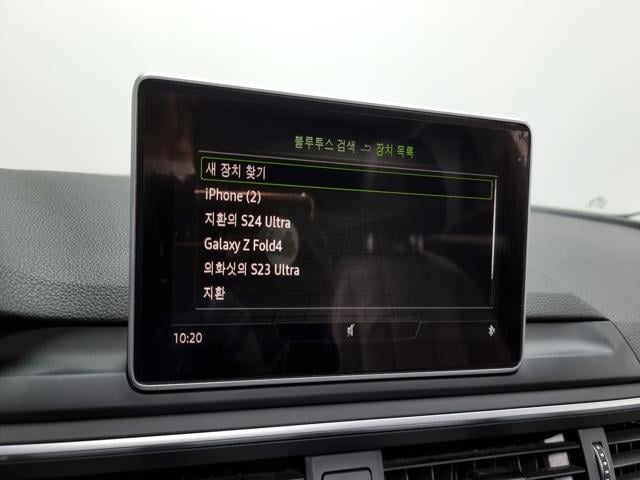 블루투스 검색 장치 목록
새 장치 찾기
iPhone (2)
지환의 S24 Ultra
Galaxy Z Fold4
의화싯의 S23 Ultra
지환
10:20